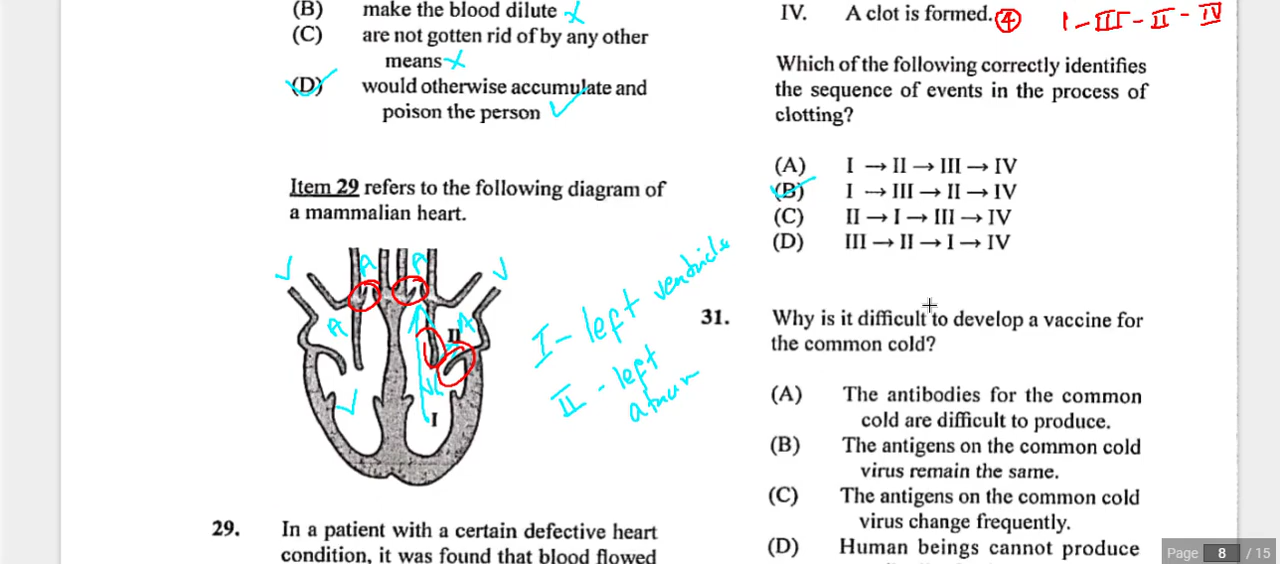 (B) make the blood dilute
(C) are not gotten rid of by any other
means
(D) would otherwise accumulate and
poison the person
Item 29 refers to the following diagram of
a mammalian heart.
V A A V
A A II
V V I
I - left ventricle
II - left
atrium
29. In a patient with a certain defective heart
condition, it was found that blood flowed
IV. A clot is formed. 4 I - III - II - IV
Which of the following correctly identifies
the sequence of events in the process of
clotting?
(A) I → II → III → IV
(B) I → III → II → IV
(C) II → I → III → IV
(D) III → II → I → IV
31. Why is it difficult to develop a vaccine for
the common cold?
(A) The antibodies for the common
cold are difficult to produce.
(B) The antigens on the common cold
virus remain the same.
(C) The antigens on the common cold
virus change frequently.
(D) Human beings cannot produce
Page 8 / 15